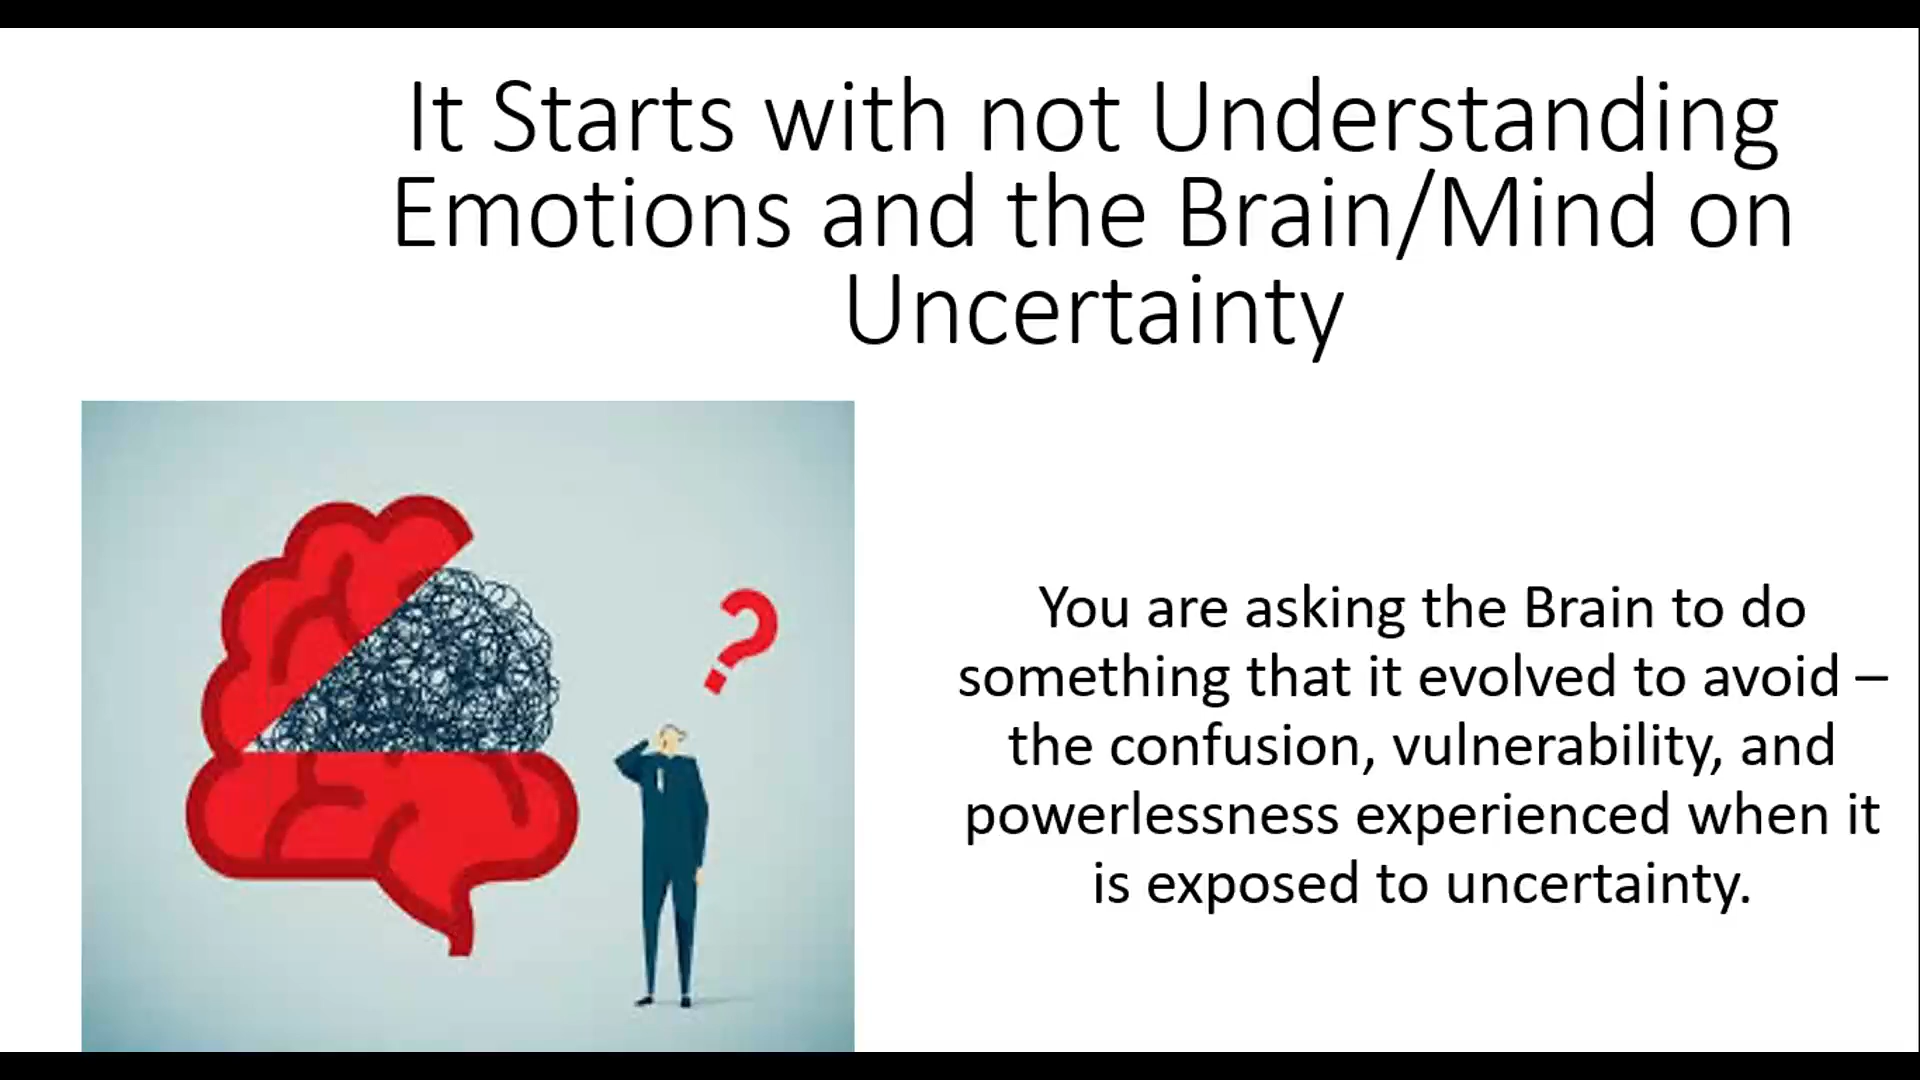 It Starts with not Understanding
Emotions and the Brain/Mind on
Uncertainty
?
You are asking the Brain to do
something that it evolved to avoid –
the confusion, vulnerability, and
powerlessness experienced when it
is exposed to uncertainty.